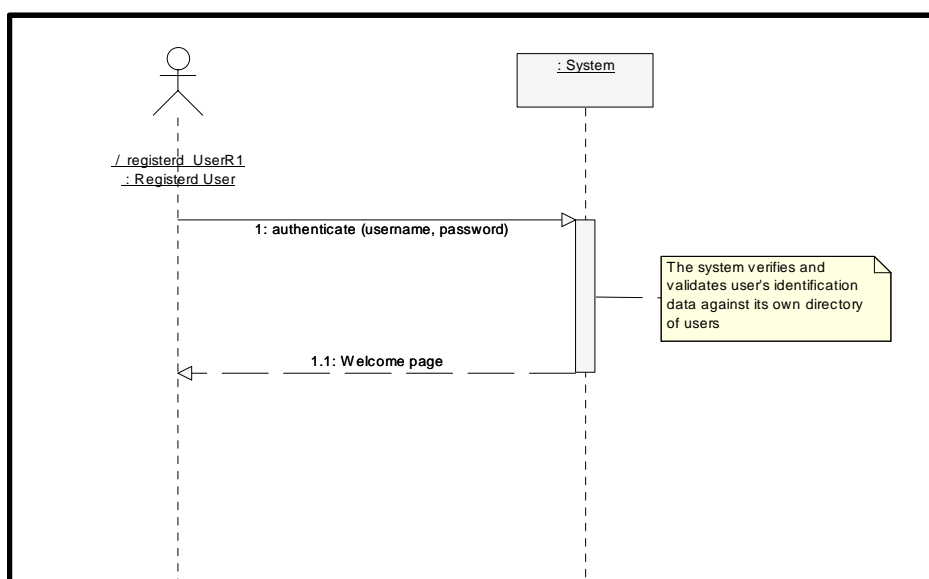 : System
/ registerd_UserR1
: Registerd User
1: authenticate (username, password)
The system verifies and
validates user's identification
data against its own directory
of users
1.1: Welcome page